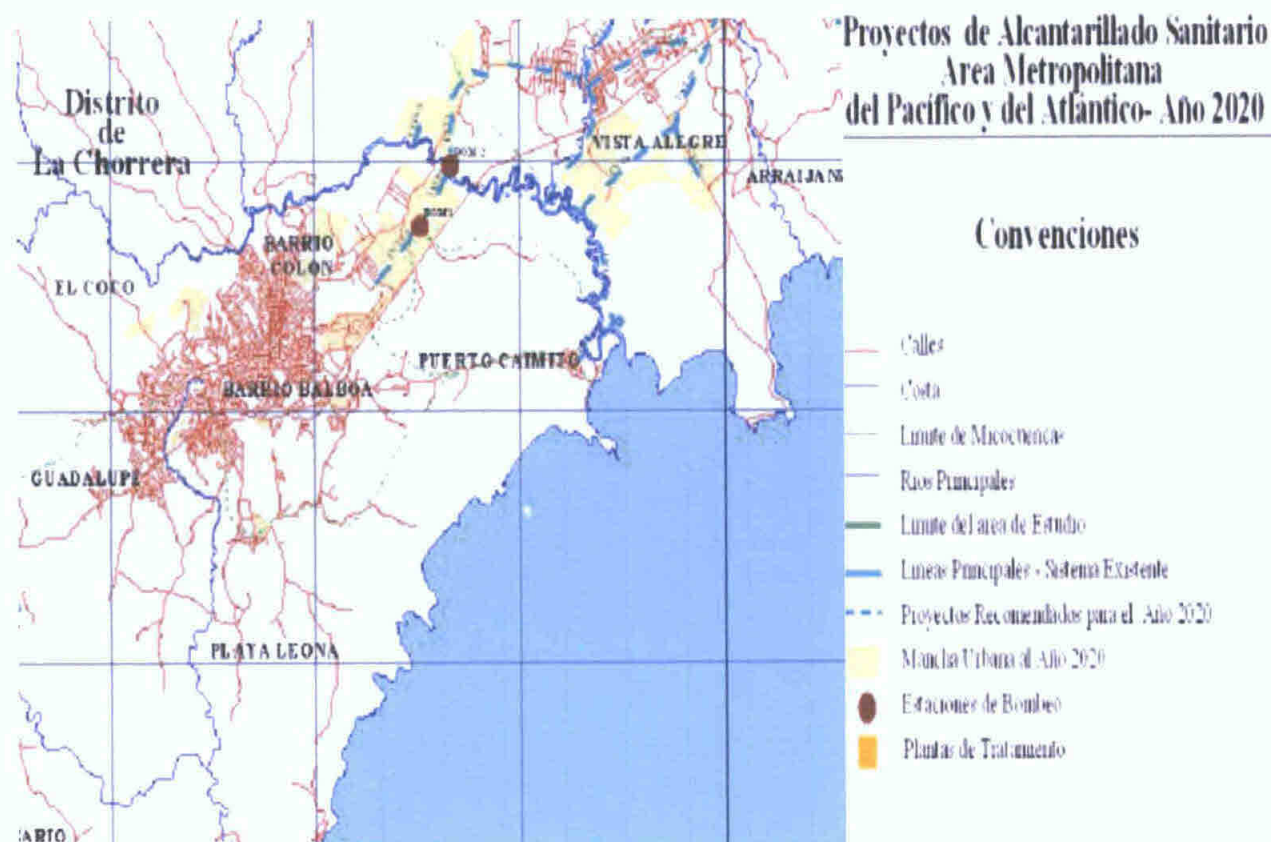 Proyectos de Alcantarillado Sanitario
Area Metropolitana
del Pacífico y del Atlántico- Año 2020
Convenciones
Calles
Costa
Limite de Micocuencas
Rios Principales
Limite del area de Estudio
Lineas Principales - Sistema Existente
Proyectos Recomendados para el Año 2020
Mancha Urbana al Año 2020
Estaciones de Bombeo
Plantas de Tratamiento
Distrito
de
La Chorrera
VISTA ALEGRE
ARRAIJAN
BARRIO
COLON
EL COCO
PUERTO CAIMITO
BARRIO BALBOA
GUADALUPE
PLAYA LEONA